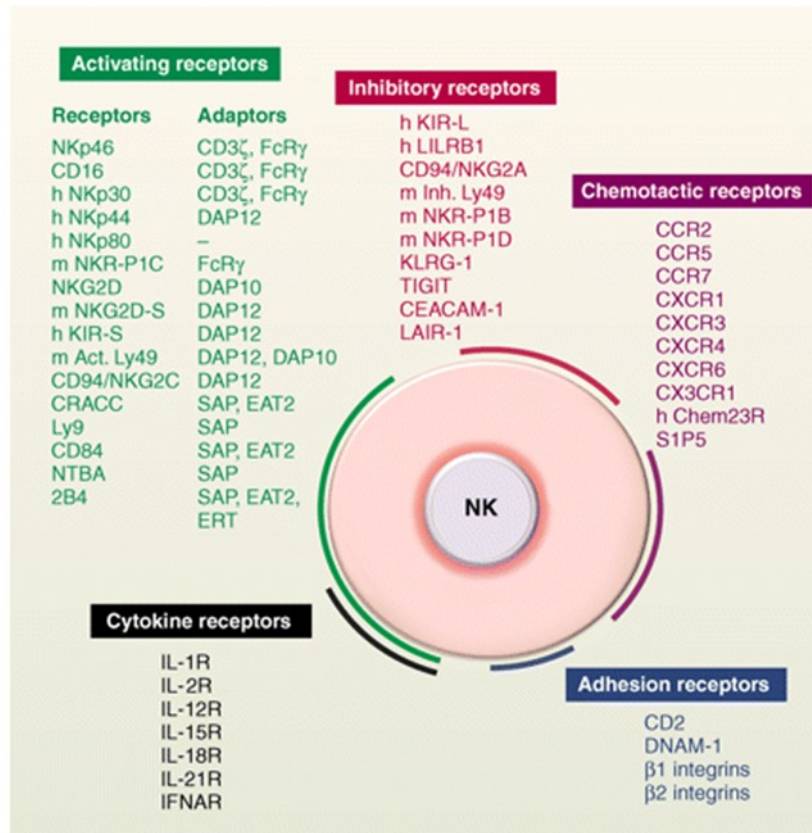 Activating receptors
Receptors Adaptors
NKp46 CD3ζ, FcRγ
CD16 CD3ζ, FcRγ
h NKp30 CD3ζ, FcRγ
h NKp44 DAP12
h NKp80 –
m NKR-P1C FcRγ
NKG2D DAP10
m NKG2D-S DAP12
h KIR-S DAP12
m Act. Ly49 DAP12, DAP10
CD94/NKG2C DAP12
CRACC SAP, EAT2
Ly9 SAP
CD84 SAP, EAT2
NTBA SAP
2B4 SAP, EAT2,
ERT
Inhibitory receptors
h KIR-L
h LILRB1
CD94/NKG2A
m Inh. Ly49
m NKR-P1B
m NKR-P1D
KLRG-1
TIGIT
CEACAM-1
LAIR-1
Chemotactic receptors
CCR2
CCR5
CCR7
CXCR1
CXCR3
CXCR4
CXCR6
CX3CR1
h Chem23R
S1P5
NK
Cytokine receptors
IL-1R
IL-2R
IL-12R
IL-15R
IL-18R
IL-21R
IFNAR
Adhesion receptors
CD2
DNAM-1
β1 integrins
β2 integrins